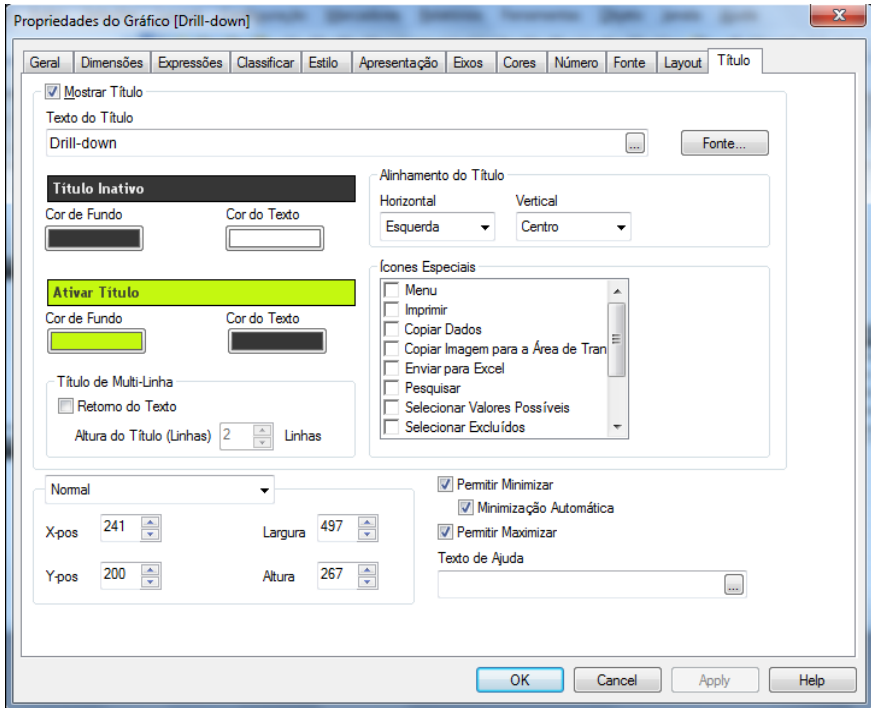 Propriedades do Gráfico [Drill-down]
Geral Dimensões Expressões Classificar Estilo Apresentação Eixos Cores Número Fonte Layout Título
Mostrar Título
Texto do Título
Drill-down ... Fonte...
Título Inativo
Cor de Fundo Cor do Texto
Alinhamento do Título
Horizontal Vertical
Esquerda Centro
Ativar Título
Cor de Fundo Cor do Texto
Ícones Especiais
Menu
Imprimir
Copiar Dados
Copiar Imagem para a Área de Tran
Enviar para Excel
Pesquisar
Selecionar Valores Possíveis
Selecionar Excluídos
Título de Multi-Linha
Retorno do Texto
Altura do Título (Linhas) 2 Linhas
Normal
X-pos 241 Largura 497
Y-pos 200 Altura 267
Permitir Minimizar
Minimização Automática
Permitir Maximizar
Texto de Ajuda
...
OK Cancel Apply Help